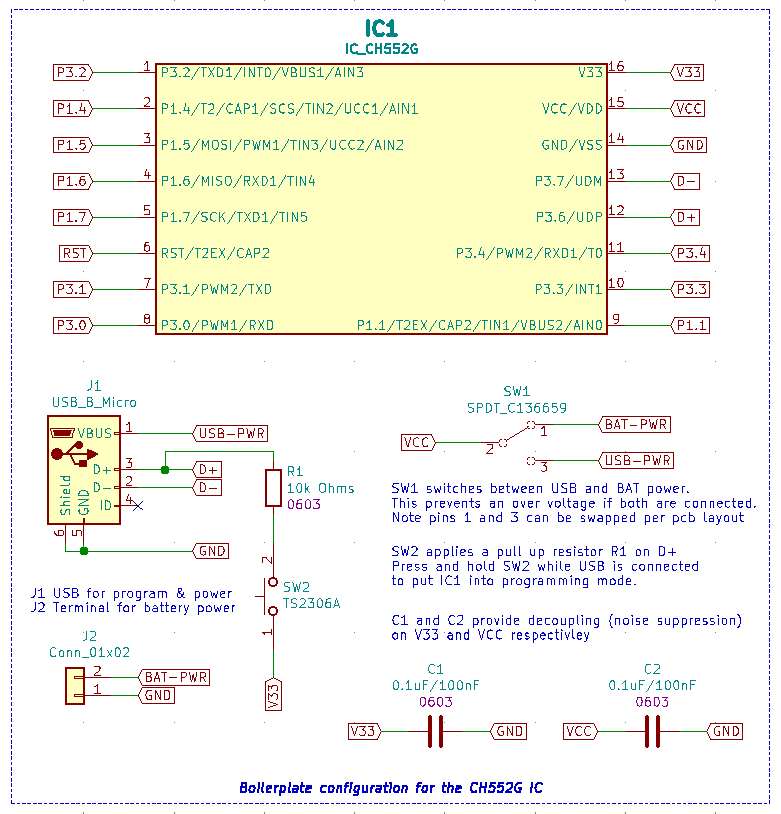 IC1
IC_CH552G
P3.2 1 P3.2/TXD1/INT0/VBUS1/AIN3 V33 16 V33
P1.4 2 P1.4/T2/CAP1/SCS/TIN2/UCC1/AIN1 VCC/VDD 15 VCC
P1.5 3 P1.5/MOSI/PWM1/TIN3/UCC2/AIN2 GND/VSS 14 GND
P1.6 4 P1.6/MISO/RXD1/TIN4 P3.7/UDM 13 D-
P1.7 5 P1.7/SCK/TXD1/TIN5 P3.6/UDP 12 D+
RST 6 RST/T2EX/CAP2 P3.4/PWM2/RXD1/T0 11 P3.4
P3.1 7 P3.1/PWM2/TXD P3.3/INT1 10 P3.3
P3.0 8 P3.0/PWM1/RXD P1.1/T2EX/CAP2/TIN1/VBUS2/AIN0 9 P1.1
J1
USB_B_Micro
VBUS 1 USB-PWR
D+ 3 D+
D- 2 D-
ID 4
Shield
GND
6 5
GND
R1
10k Ohms
0603
2
SW2
TS2306A
1
V33
SW1
SPDT_C136659
VCC 2 1 BAT-PWR
3 USB-PWR
SW1 switches between USB and BAT power.
This prevents an over voltage if both are connected.
Note pins 1 and 3 can be swapped per pcb layout
SW2 applies a pull up resistor R1 on D+
Press and hold SW2 while USB is connected
to put IC1 into programming mode.
C1 and C2 provide decoupling (noise suppression)
on V33 and VCC respectivley
J1 USB for program & power
J2 Terminal for battery power
J2
Conn_01x02
2 BAT-PWR
1 GND
C1
0.1uF/100nF
0603
V33 GND
C2
0.1uF/100nF
0603
VCC GND
Boilerplate configuration for the CH552G IC